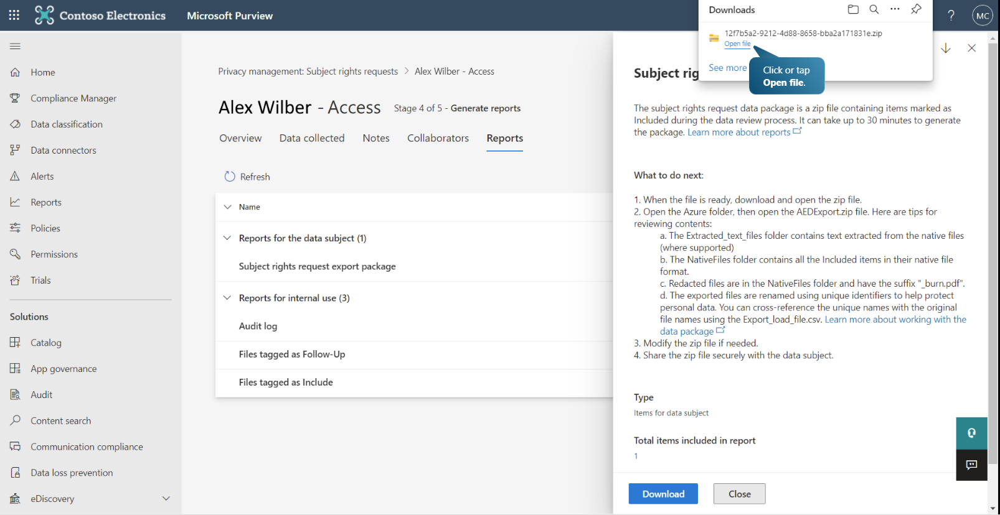 Contoso Electronics
Microsoft Purview
Downloads
?
MC
12f7b5a2-9212-4d88-8658-bba2a171831e.zip
Open file
See more
Click or tap
Open file.
Home
Compliance Manager
Data classification
Data connectors
Alerts
Reports
Policies
Permissions
Trials
Solutions
Catalog
App governance
Audit
Content search
Communication compliance
Data loss prevention
eDiscovery
Privacy management: Subject rights requests > Alex Wilber - Access
Alex Wilber - Access Stage 4 of 5 - Generate reports
Overview Data collected Notes Collaborators Reports
Refresh
Name
Reports for the data subject (1)
Subject rights request export package
Reports for internal use (3)
Audit log
Files tagged as Follow-Up
Files tagged as Include
Subject rig
The subject rights request data package is a zip file containing items marked as
Included during the data review process. It can take up to 30 minutes to generate
the package. Learn more about reports
What to do next:
1. When the file is ready, download and open the zip file.
2. Open the Azure folder, then open the AEDExport.zip file. Here are tips for
reviewing contents:
a. The Extracted_text_files folder contains text extracted from the native files
(where supported)
b. The NativeFiles folder contains all the Included items in their native file
format.
c. Redacted files are in the NativeFiles folder and have the suffix "_burn.pdf".
d. The exported files are renamed using unique identifiers to help protect
personal data. You can cross-reference the unique names with the original
file names using the Export_load_file.csv. Learn more about working with the
data package
3. Modify the zip file if needed.
4. Share the zip file securely with the data subject.
Type
Items for data subject
Total items included in report
1
Download
Close